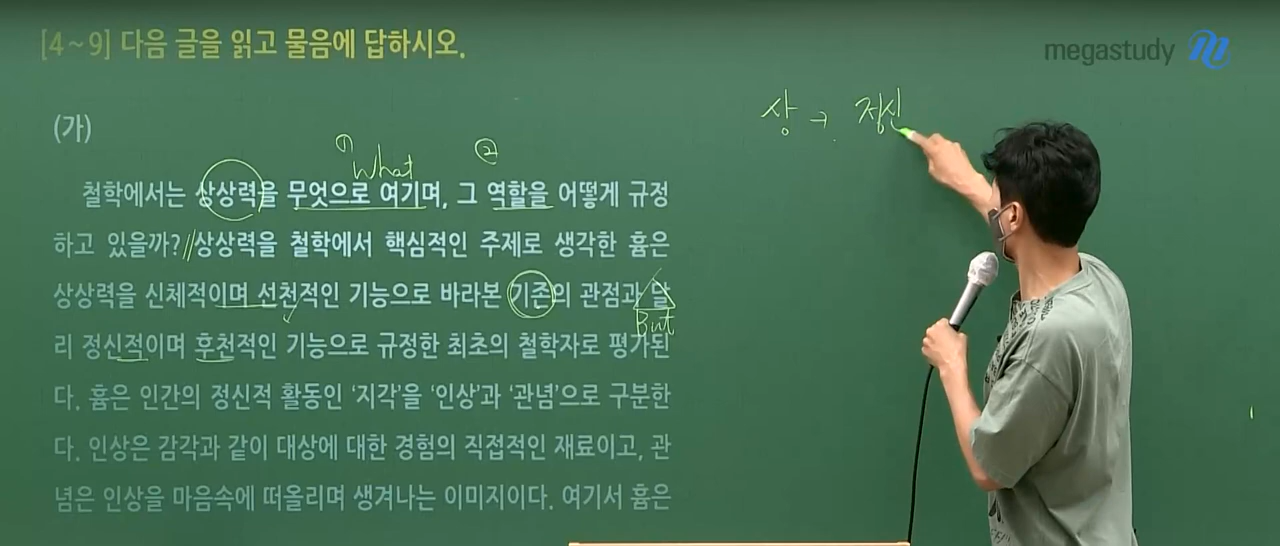 [4~9] 다음 글을 읽고 물음에 답하시오.
megastudy
(가)
상 → 정신
① What ②
철학에서는 상상력을 무엇으로 여기며, 그 역할을 어떻게 규정
하고 있을까? 상상력을 철학에서 핵심적인 주제로 생각한 흄은
상상력을 신체적이며 선천적인 기능으로 바라본 기존의 관점과 달
But
리 정신적이며 후천적인 기능으로 규정한 최초의 철학자로 평가된
다. 흄은 인간의 정신적 활동인 ‘지각’을 ‘인상’과 ‘관념’으로 구분한
다. 인상은 감각과 같이 대상에 대한 경험의 직접적인 재료이고, 관
념은 인상을 마음속에 떠올리며 생겨나는 이미지이다. 여기서 흄은